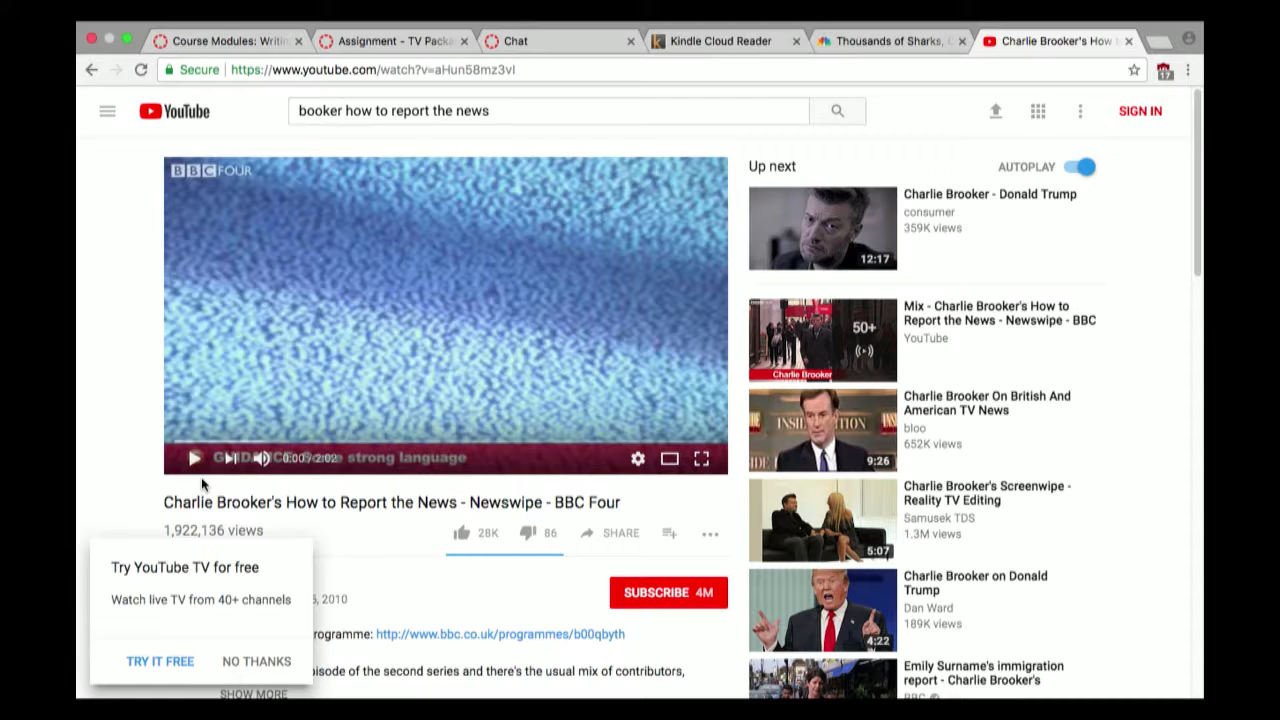 Course Modules: Writin
Assignment - TV Packa
Chat
Kindle Cloud Reader
Thousands of Sharks, C
Charlie Brooker's How t
Secure
https://www.youtube.com/watch?v=aHun58mz3vI
17
YouTube
booker how to report the news
SIGN IN
BBC FOUR
Up next
AUTOPLAY
Charlie Brooker - Donald Trump
consumer
359K views
12:17
Mix - Charlie Brooker's How to
Report the News - Newswipe - BBC
YouTube
50+
Charlie Brooker
Charlie Brooker On British And
American TV News
bloo
652K views
9:26
0:00 / 2:02
strong language
Charlie Brooker's How to Report the News - Newswipe - BBC Four
1,922,136 views
28K
86
SHARE
Charlie Brooker's Screenwipe -
Reality TV Editing
Samusek TDS
1.3M views
5:07
Try YouTube TV for free
Watch live TV from 40+ channels
TRY IT FREE
NO THANKS
, 2010
SUBSCRIBE 4M
rogramme: http://www.bbc.co.uk/programmes/b00qbyth
pisode of the second series and there's the usual mix of contributors,
SHOW MORE
Charlie Brooker on Donald
Trump
Dan Ward
189K views
4:22
Emily Surname's immigration
report - Charlie Brooker's